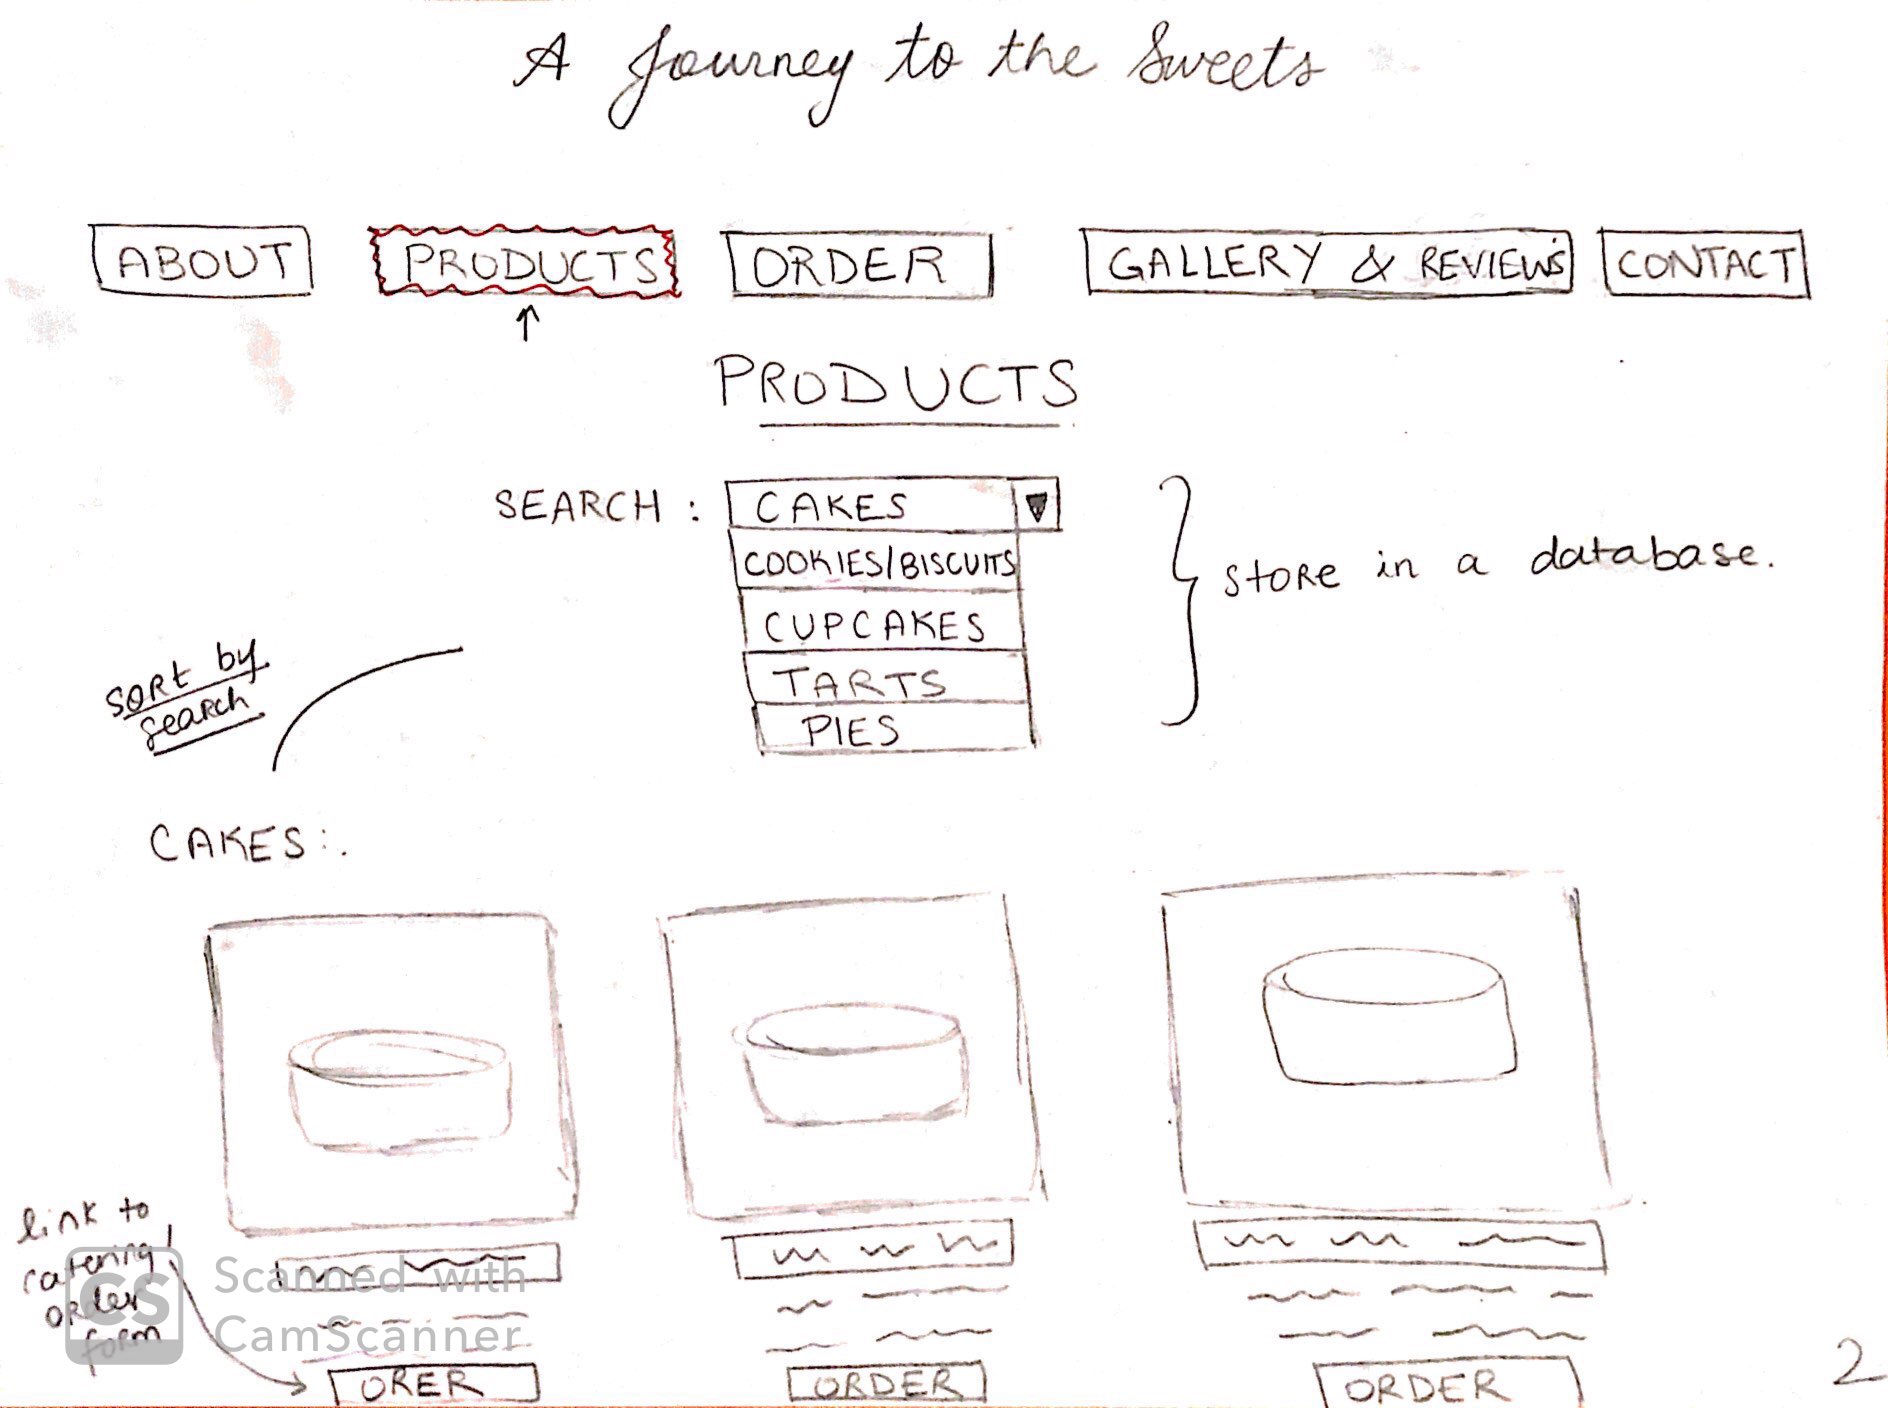 A Journey to the Sweets
ABOUT PRODUCTS ORDER GALLERY & REVIEWS CONTACT
PRODUCTS
SEARCH : CAKES
COOKIES/BISCUITS
CUPCAKES
TARTS
PIES
store in a database.
sort by
search
CAKES:.
link to
catering/
order
form
ORER ORDER ORDER
CS Scanned with
CamScanner
2